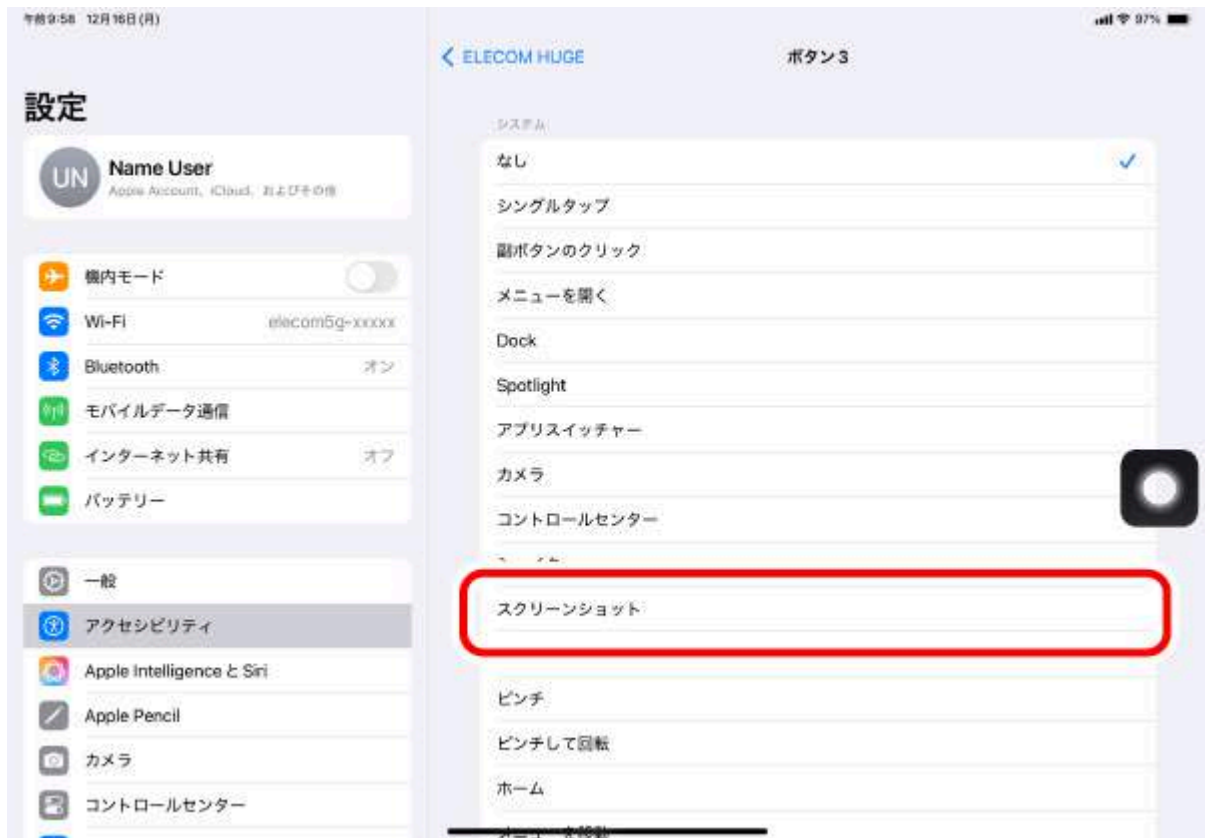 午前9:58 12月16日(月)
97%
設定
UN
Name User
Apple Account、iCloud、およびその他
機内モード
Wi-Fi elecom5g-xxxxx
Bluetooth オン
モバイルデータ通信
インターネット共有 オフ
バッテリー
一般
アクセシビリティ
Apple Intelligence と Siri
Apple Pencil
カメラ
コントロールセンター
ELECOM HUGE
ボタン 3
システム
なし
シングルタップ
副ボタンのクリック
メニューを開く
Dock
Spotlight
アプリスイッチャー
カメラ
コントロールセンター
スクリーンショット
ピンチ
ピンチして回転
ホーム